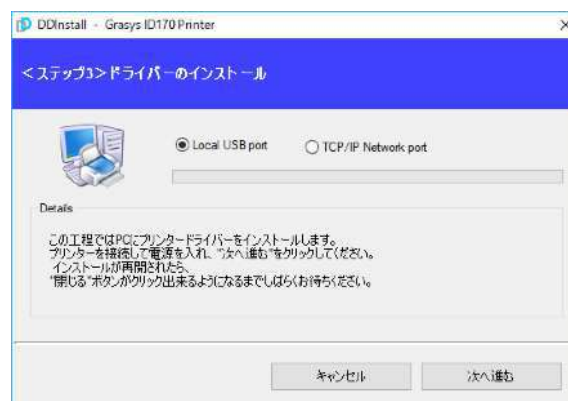 DDInstall - Grasys ID170 Printer
＜ステップ3＞ドライバーのインストール
Local USB port
TCP/IP Network port
Details
この工程ではPCにプリンタードライバーをインストールします。
プリンターを接続して電源を入れ、"次へ進む"をクリックしてください。
インストールが再開されたら、
"閉じる"ボタンがクリック出来るようになるまでしばらくお待ちください。
キャンセル
次へ進む